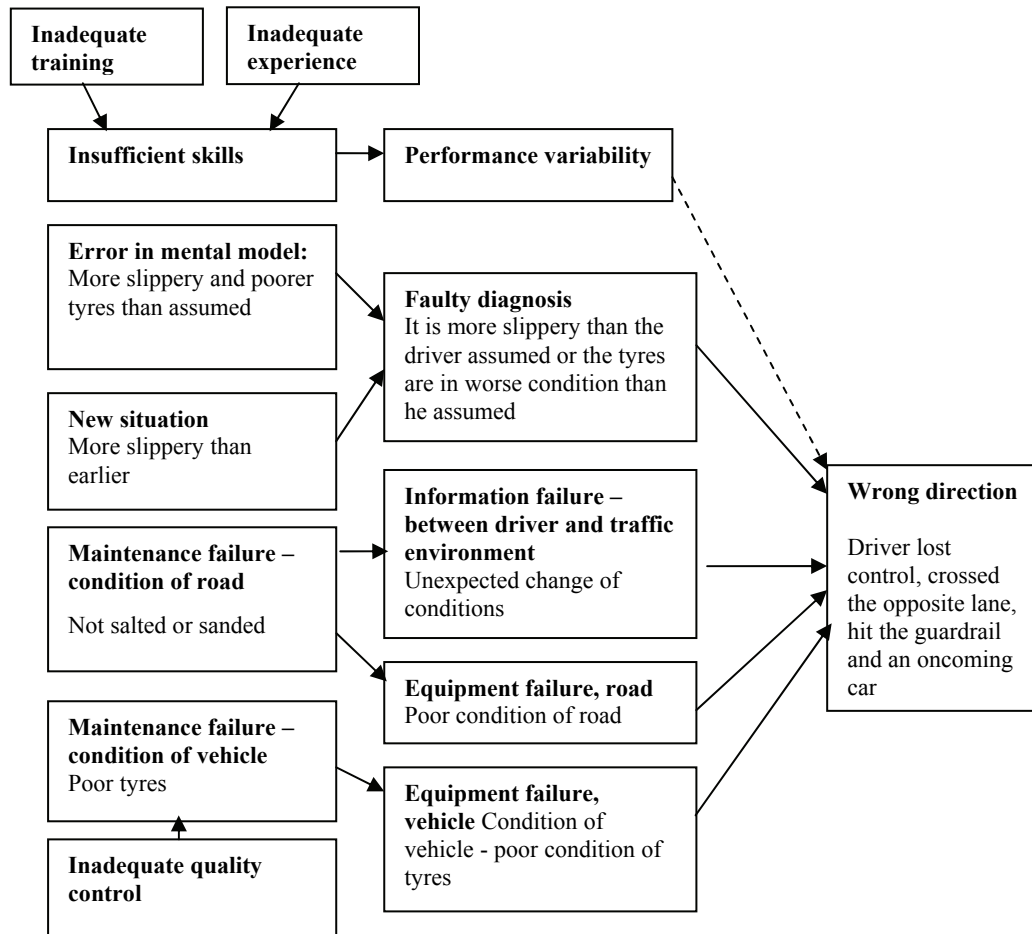 Inadequate
training
Inadequate
experience
Insufficient skills
Performance variability
Error in mental model:
More slippery and poorer
tyres than assumed
Faulty diagnosis
It is more slippery than the
driver assumed or the tyres
are in worse condition than
he assumed
New situation
More slippery than
earlier
Information failure –
between driver and traffic
environment
Unexpected change of
conditions
Wrong direction
Driver lost
control, crossed
the opposite lane,
hit the guardrail
and an oncoming
car
Maintenance failure –
condition of road
Not salted or sanded
Equipment failure, road
Poor condition of road
Maintenance failure –
condition of vehicle
Poor tyres
Equipment failure,
vehicle Condition of
vehicle - poor condition of
tyres
Inadequate quality
control